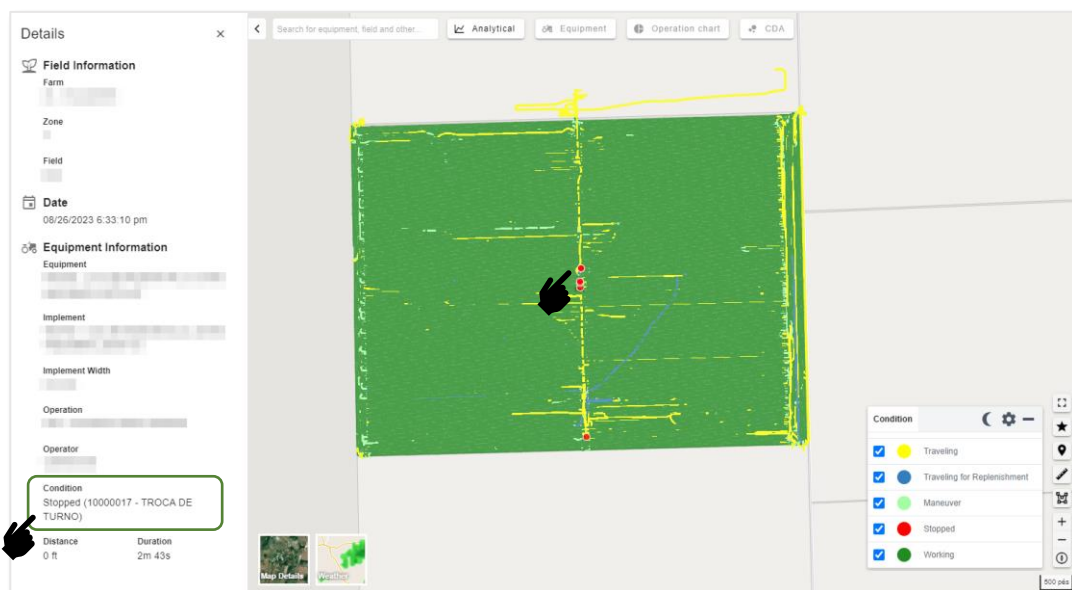 Details ×
Field Information
Farm
Zone
Field
Date
08/26/2023 6:33:10 pm
Equipment Information
Equipment
Implement
Implement Width
Operation
Operator
Condition
Stopped (10000017 - TROCA DE
TURNO)
Distance Duration
0 ft 2m 43s
Search for equipment, field and other... Analytical Equipment Operation chart CDA
Map Details Weather
Condition
Traveling
Traveling for Replenishment
Maneuver
Stopped
Working
500 pés